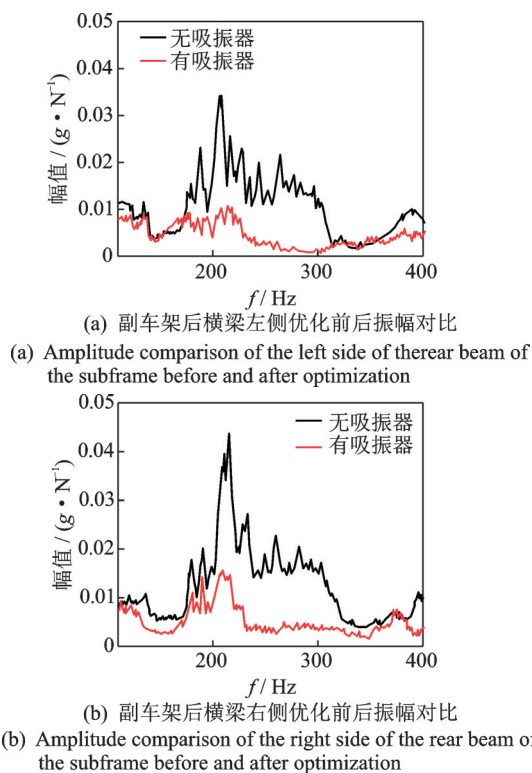 0.05
无吸振器
有吸振器
0.04
0.03
0.02
0.01
0
幅值 / (g·N⁻¹)
200
300
400
f / Hz
(a) 副车架后横梁左侧优化前后振幅对比
(a) Amplitude comparison of the left side of therear beam of
the subframe before and after optimization
0.05
无吸振器
有吸振器
0.04
0.03
0.02
0.01
0
幅值 / (g·N⁻¹)
200
300
400
f / Hz
(b) 副车架后横梁右侧优化前后振幅对比
(b) Amplitude comparison of the right side of the rear beam of
the subframe before and after optimization